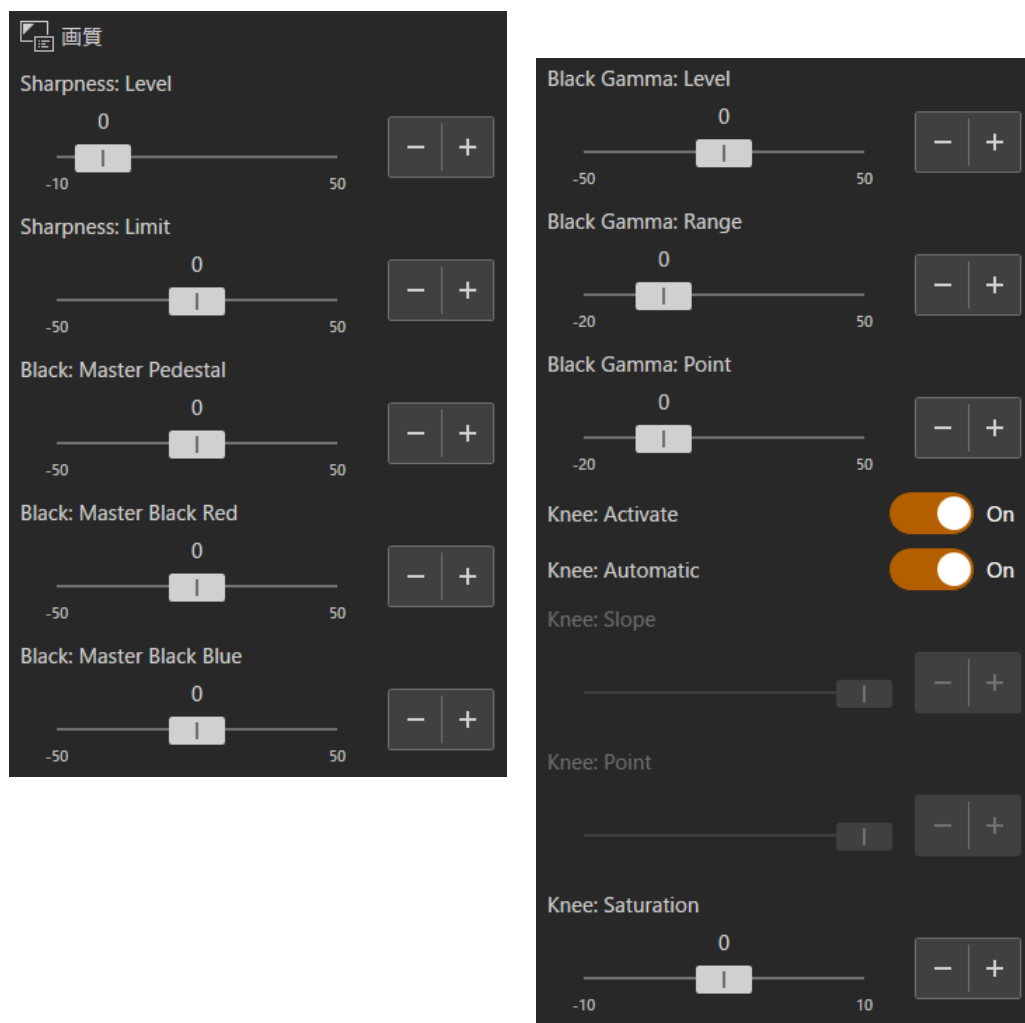 画質
Sharpness: Level
0
-10 50
Sharpness: Limit
0
-50 50
Black: Master Pedestal
0
-50 50
Black: Master Black Red
0
-50 50
Black: Master Black Blue
0
-50 50
Black Gamma: Level
0
-50 50
Black Gamma: Range
0
-20 50
Black Gamma: Point
0
-20 50
Knee: Activate On
Knee: Automatic On
Knee: Slope
Knee: Point
Knee: Saturation
0
-10 10